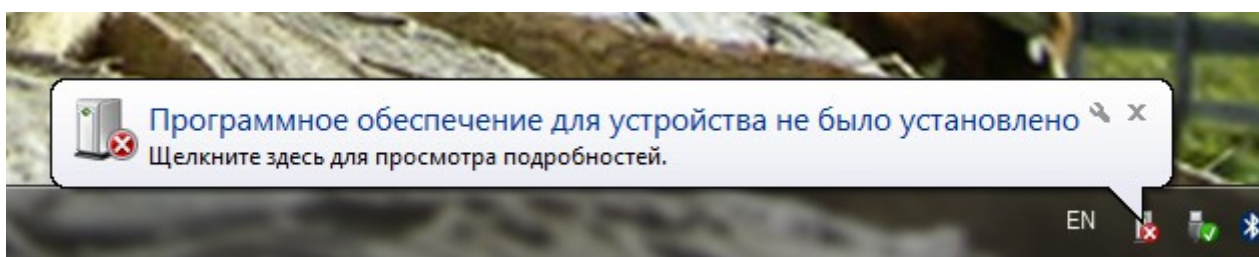 Программное обеспечение для устройства не было установлено
Щелкните здесь для просмотра подробностей.
EN